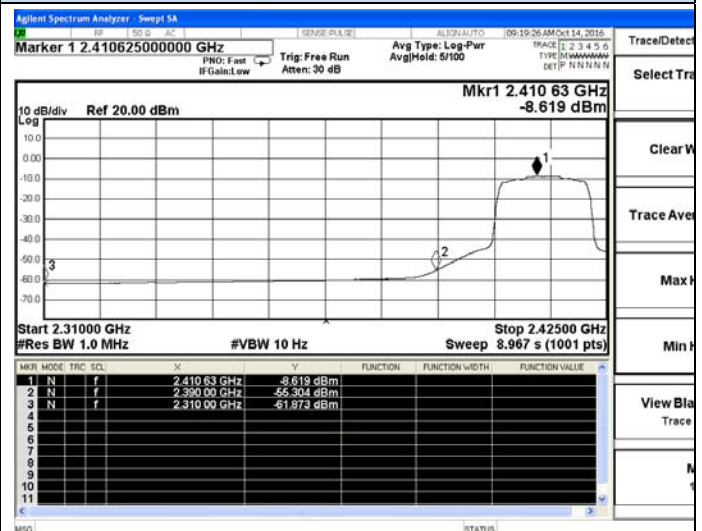 Agilent Spectrum Analyzer - Swept SA
RF 50 Ω AC SENSE:PULSE ALIGNAUTO 09:19:26 AM Oct 14, 2016
Marker 1 2.410625000000 GHz
PNO: Fast
IFGain:Low
Trig: Free Run
Atten: 30 dB
Avg Type: Log-Pwr
Avg|Hold: 5/100
TRACE 1 2 3 4 5 6
TYPE M
DET P N N N N N
Mkr1 2.410 63 GHz
-8.619 dBm
10 dB/div Ref 20.00 dBm
Log
10.0
0.00
-10.0
-20.0
-30.0
-40.0
-50.0
-60.0
-70.0
1
2
3
Start 2.31000 GHz Stop 2.42500 GHz
#Res BW 1.0 MHz #VBW 10 Hz Sweep 8.967 s (1001 pts)
MKR MODE TRC SCL X Y FUNCTION FUNCTION WIDTH FUNCTION VALUE
1 N f 2.410 63 GHz -8.619 dBm
2 N f 2.390 00 GHz -55.304 dBm
3 N f 2.310 00 GHz -61.873 dBm
4
5
6
7
8
9
10
11
MSG STATUS
Trace/Detect
Select Tra
Clear W
Trace Aver
Max H
Min H
View Bla
Trace
M
1